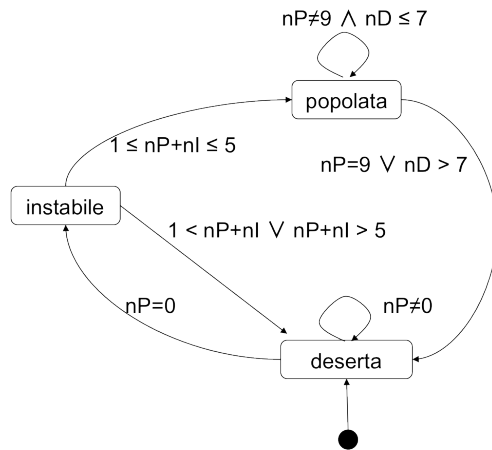 nP≠9 ∧ nD ≤ 7
popolata
1 ≤ nP+nI ≤ 5
nP=9 ∨ nD > 7
instabile
1 < nP+nI ∨ nP+nI > 5
nP=0
nP≠0
deserta